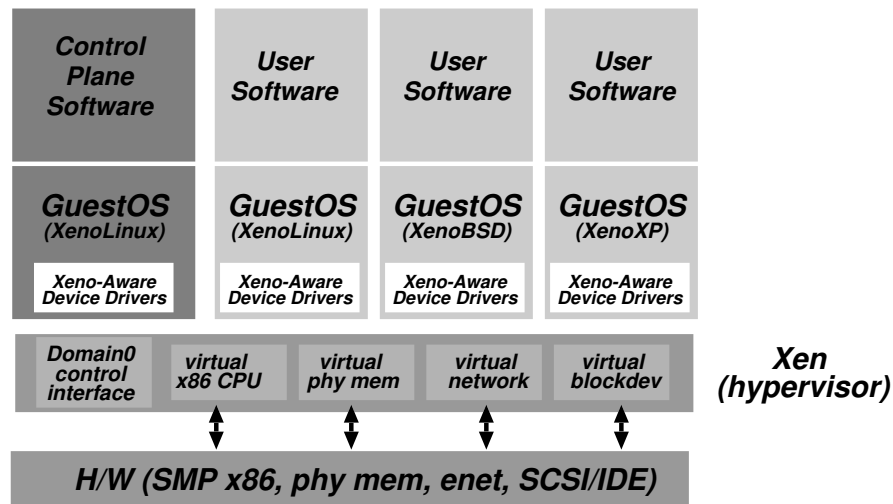 Control
Plane
Software
User
Software
User
Software
User
Software
GuestOS
(XenoLinux)
Xeno-Aware
Device Drivers
GuestOS
(XenoLinux)
Xeno-Aware
Device Drivers
GuestOS
(XenoBSD)
Xeno-Aware
Device Drivers
GuestOS
(XenoXP)
Xeno-Aware
Device Drivers
Domain0
control
interface
virtual
x86 CPU
virtual
phy mem
virtual
network
virtual
blockdev
Xen
(hypervisor)
H/W (SMP x86, phy mem, enet, SCSI/IDE)